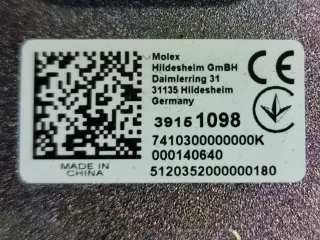 Molex
Hildesheim GmbH
Daimlerring 31
31135 Hildesheim
Germany
CE
39151098
7410300000000K
000140640
5120352000000180
MADE IN
CHINA